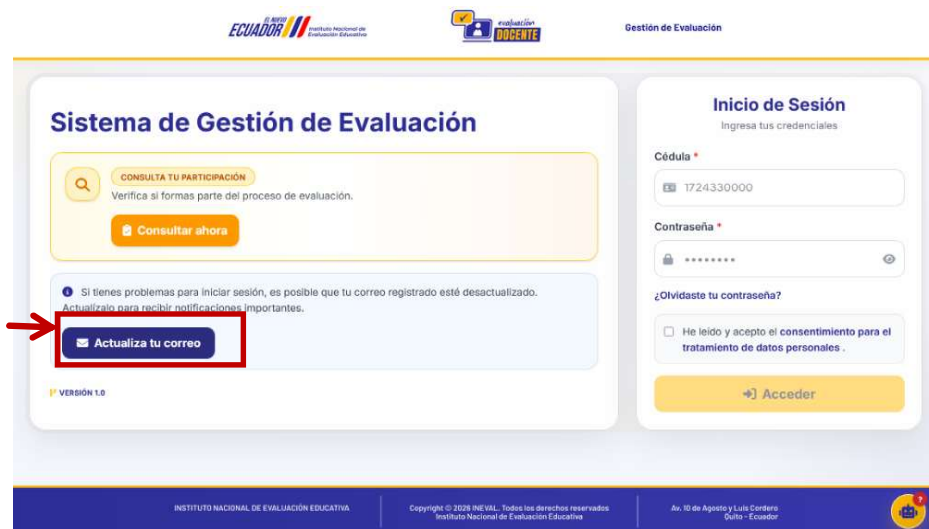 EL NUEVO
ECUADOR
Instituto Nacional de
Evaluación Educativa
evaluación
DOCENTE
Gestión de Evaluación
Sistema de Gestión de Evaluación
CONSULTA TU PARTICIPACIÓN
Verifica si formas parte del proceso de evaluación.
Consultar ahora
Si tienes problemas para iniciar sesión, es posible que tu correo registrado esté desactualizado.
Actualízalo para recibir notificaciones importantes.
Actualiza tu correo
VERSIÓN 1.0
Inicio de Sesión
Ingresa tus credenciales
Cédula *
1724330000
Contraseña *
••••••••
¿Olvidaste tu contraseña?
He leído y acepto el consentimiento para el
tratamiento de datos personales .
Acceder
INSTITUTO NACIONAL DE EVALUACIÓN EDUCATIVA
Copyright © 2026 INEVAL. Todos los derechos reservados
Instituto Nacional de Evaluación Educativa
Av. 10 de Agosto y Luis Cordero
Quito - Ecuador
?